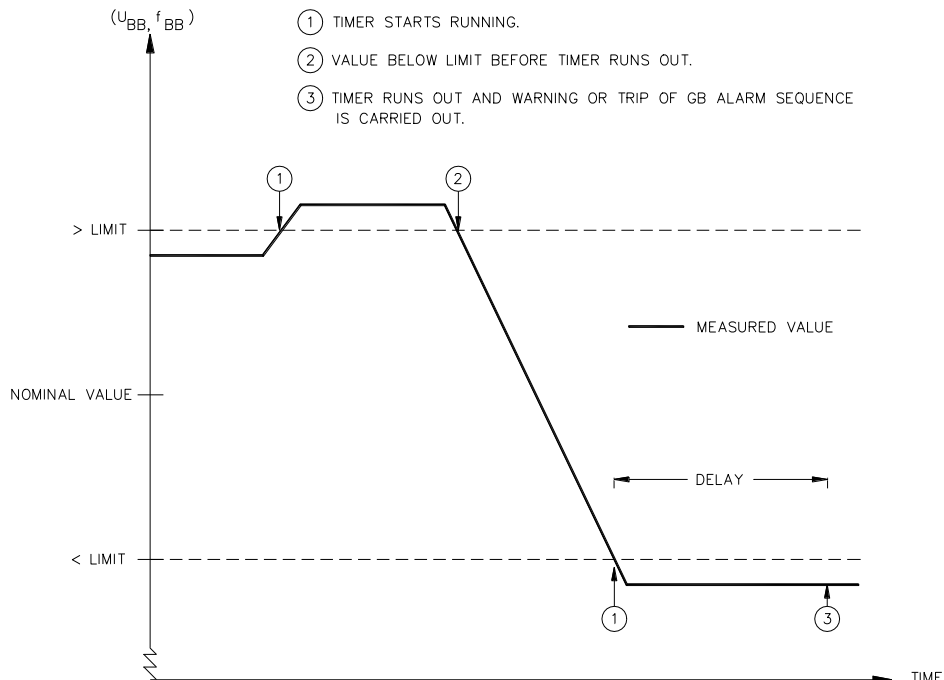 (U_BB, f_BB)
1 TIMER STARTS RUNNING.
2 VALUE BELOW LIMIT BEFORE TIMER RUNS OUT.
3 TIMER RUNS OUT AND WARNING OR TRIP OF GB ALARM SEQUENCE
IS CARRIED OUT.
1
2
> LIMIT
MEASURED VALUE
NOMINAL VALUE
DELAY
< LIMIT
1
3
TIME